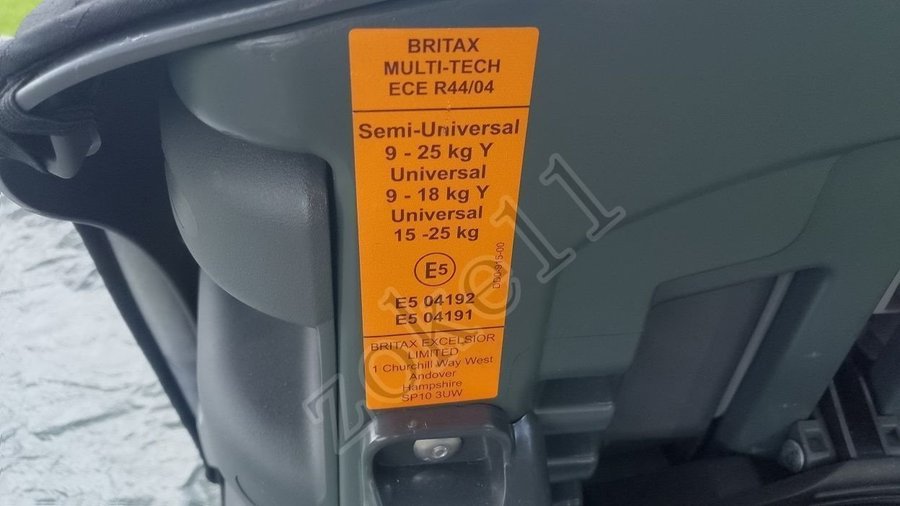 BRITAX
MULTI-TECH
ECE R44/04
Semi-Universal
9 - 25 kg Y
Universal
9 - 18 kg Y
Universal
15 -25 kg
E5
E5 04192
E5 04191
BRITAX EXCELSIOR
LIMITED
1 Churchill Way West
Andover
Hampshire
SP10 3UW
zoke11